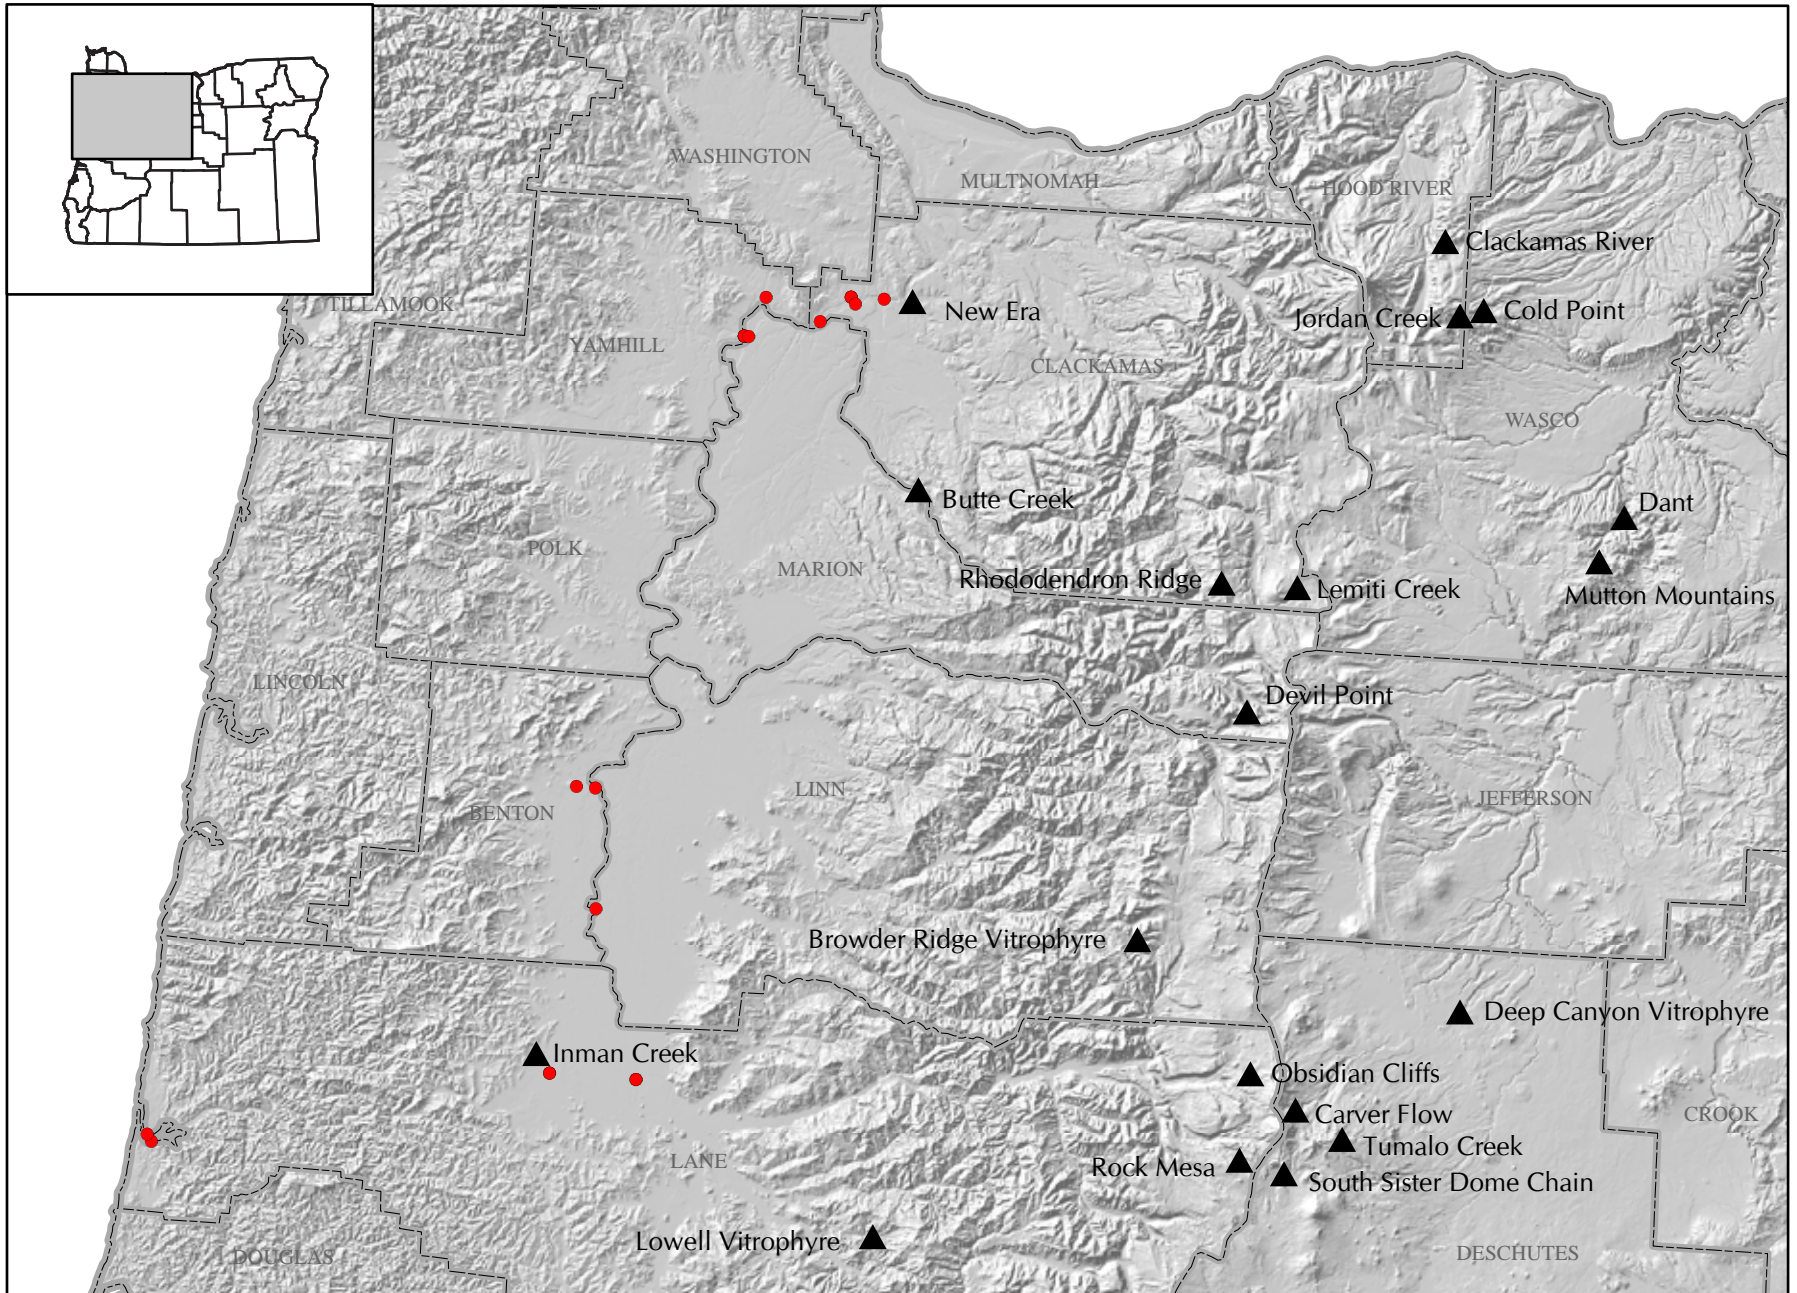 WASHINGTON
MULTNOMAH
HOOD RIVER
Clackamas River
TILLAMOOK
New Era
Jordan Creek
Cold Point
YAMHILL
CLACKAMAS
WASCO
Butte Creek
Dant
POLK
MARION
Rhododendron Ridge
Lemiti Creek
Mutton Mountains
LINCOLN
Devil Point
LINN
JEFFERSON
BENTON
Browder Ridge Vitrophyre
Deep Canyon Vitrophyre
Inman Creek
Obsidian Cliffs
Carver Flow
CROOK
Tumalo Creek
LANE
Rock Mesa
South Sister Dome Chain
Lowell Vitrophyre
DOUGLAS
DESCHUTES